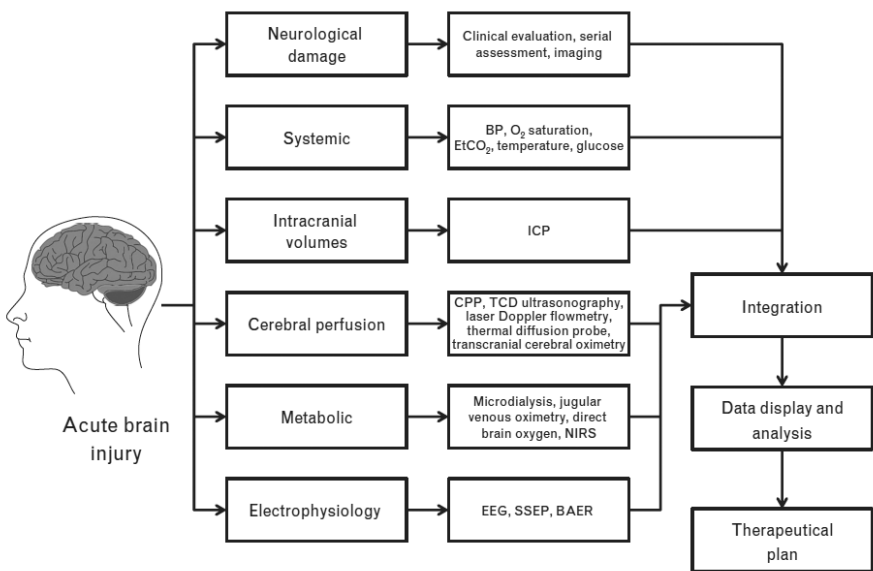 Neurological
damage
Clinical evaluation, serial
assessment, imaging
Systemic
BP, O₂ saturation,
EtCO₂, temperature, glucose
Intracranial
volumes
ICP
Cerebral perfusion
CPP, TCD ultrasonography,
laser Doppler flowmetry,
thermal diffusion probe,
transcranial cerebral oximetry
Integration
Acute brain
injury
Metabolic
Microdialysis, jugular
venous oximetry, direct
brain oxygen, NIRS
Data display and
analysis
Electrophysiology
EEG, SSEP, BAER
Therapeutical
plan